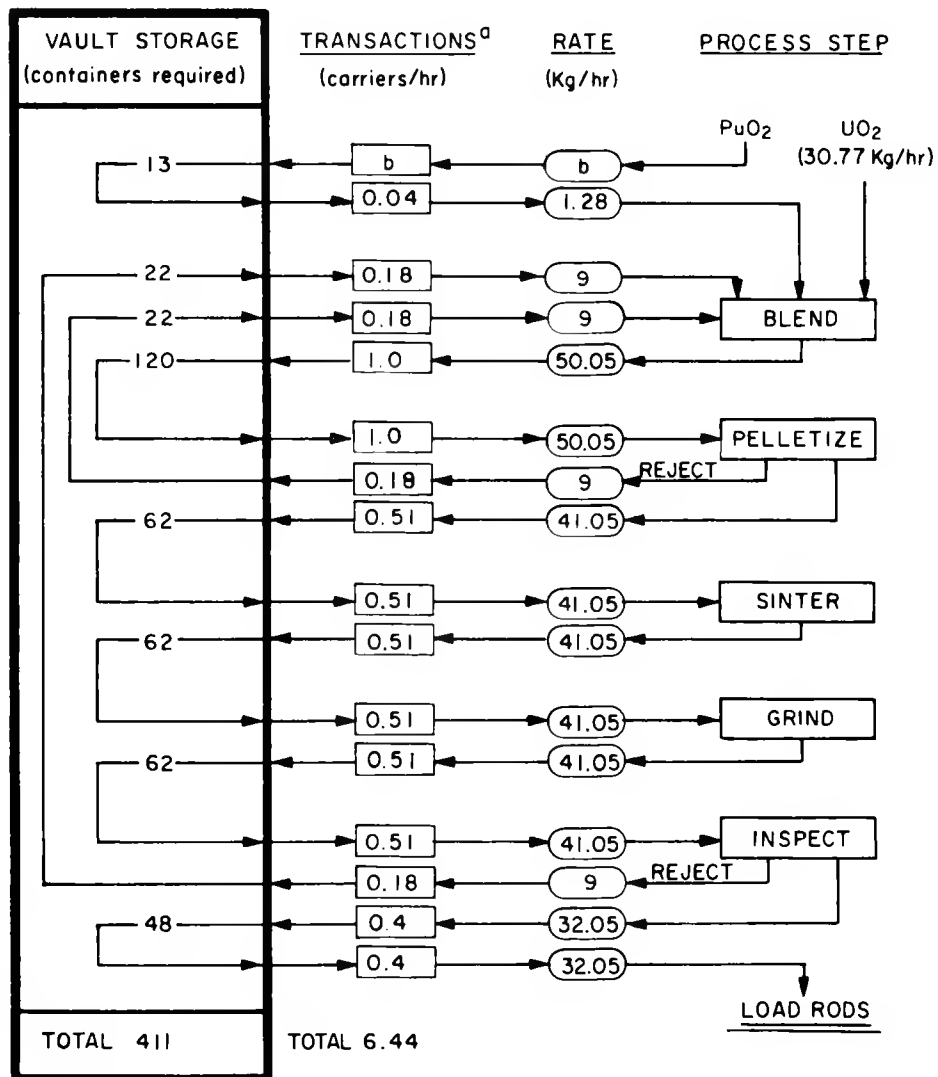 VAULT STORAGE TRANSACTIONSᵃ RATE PROCESS STEP
(containers required) (carriers/hr) (Kg/hr)
PuO₂ UO₂
(30.77 Kg/hr)
13 b b
0.04 1.28
22 0.18 9
22 0.18 9 BLEND
120 1.0 50.05
1.0 50.05 PELLETIZE
0.18 9 REJECT
62 0.51 41.05
0.51 41.05 SINTER
62 0.51 41.05
0.51 41.05 GRIND
62 0.51 41.05
0.51 41.05 INSPECT
0.18 9 REJECT
48 0.4 32.05
0.4 32.05
LOAD RODS
TOTAL 411 TOTAL 6.44